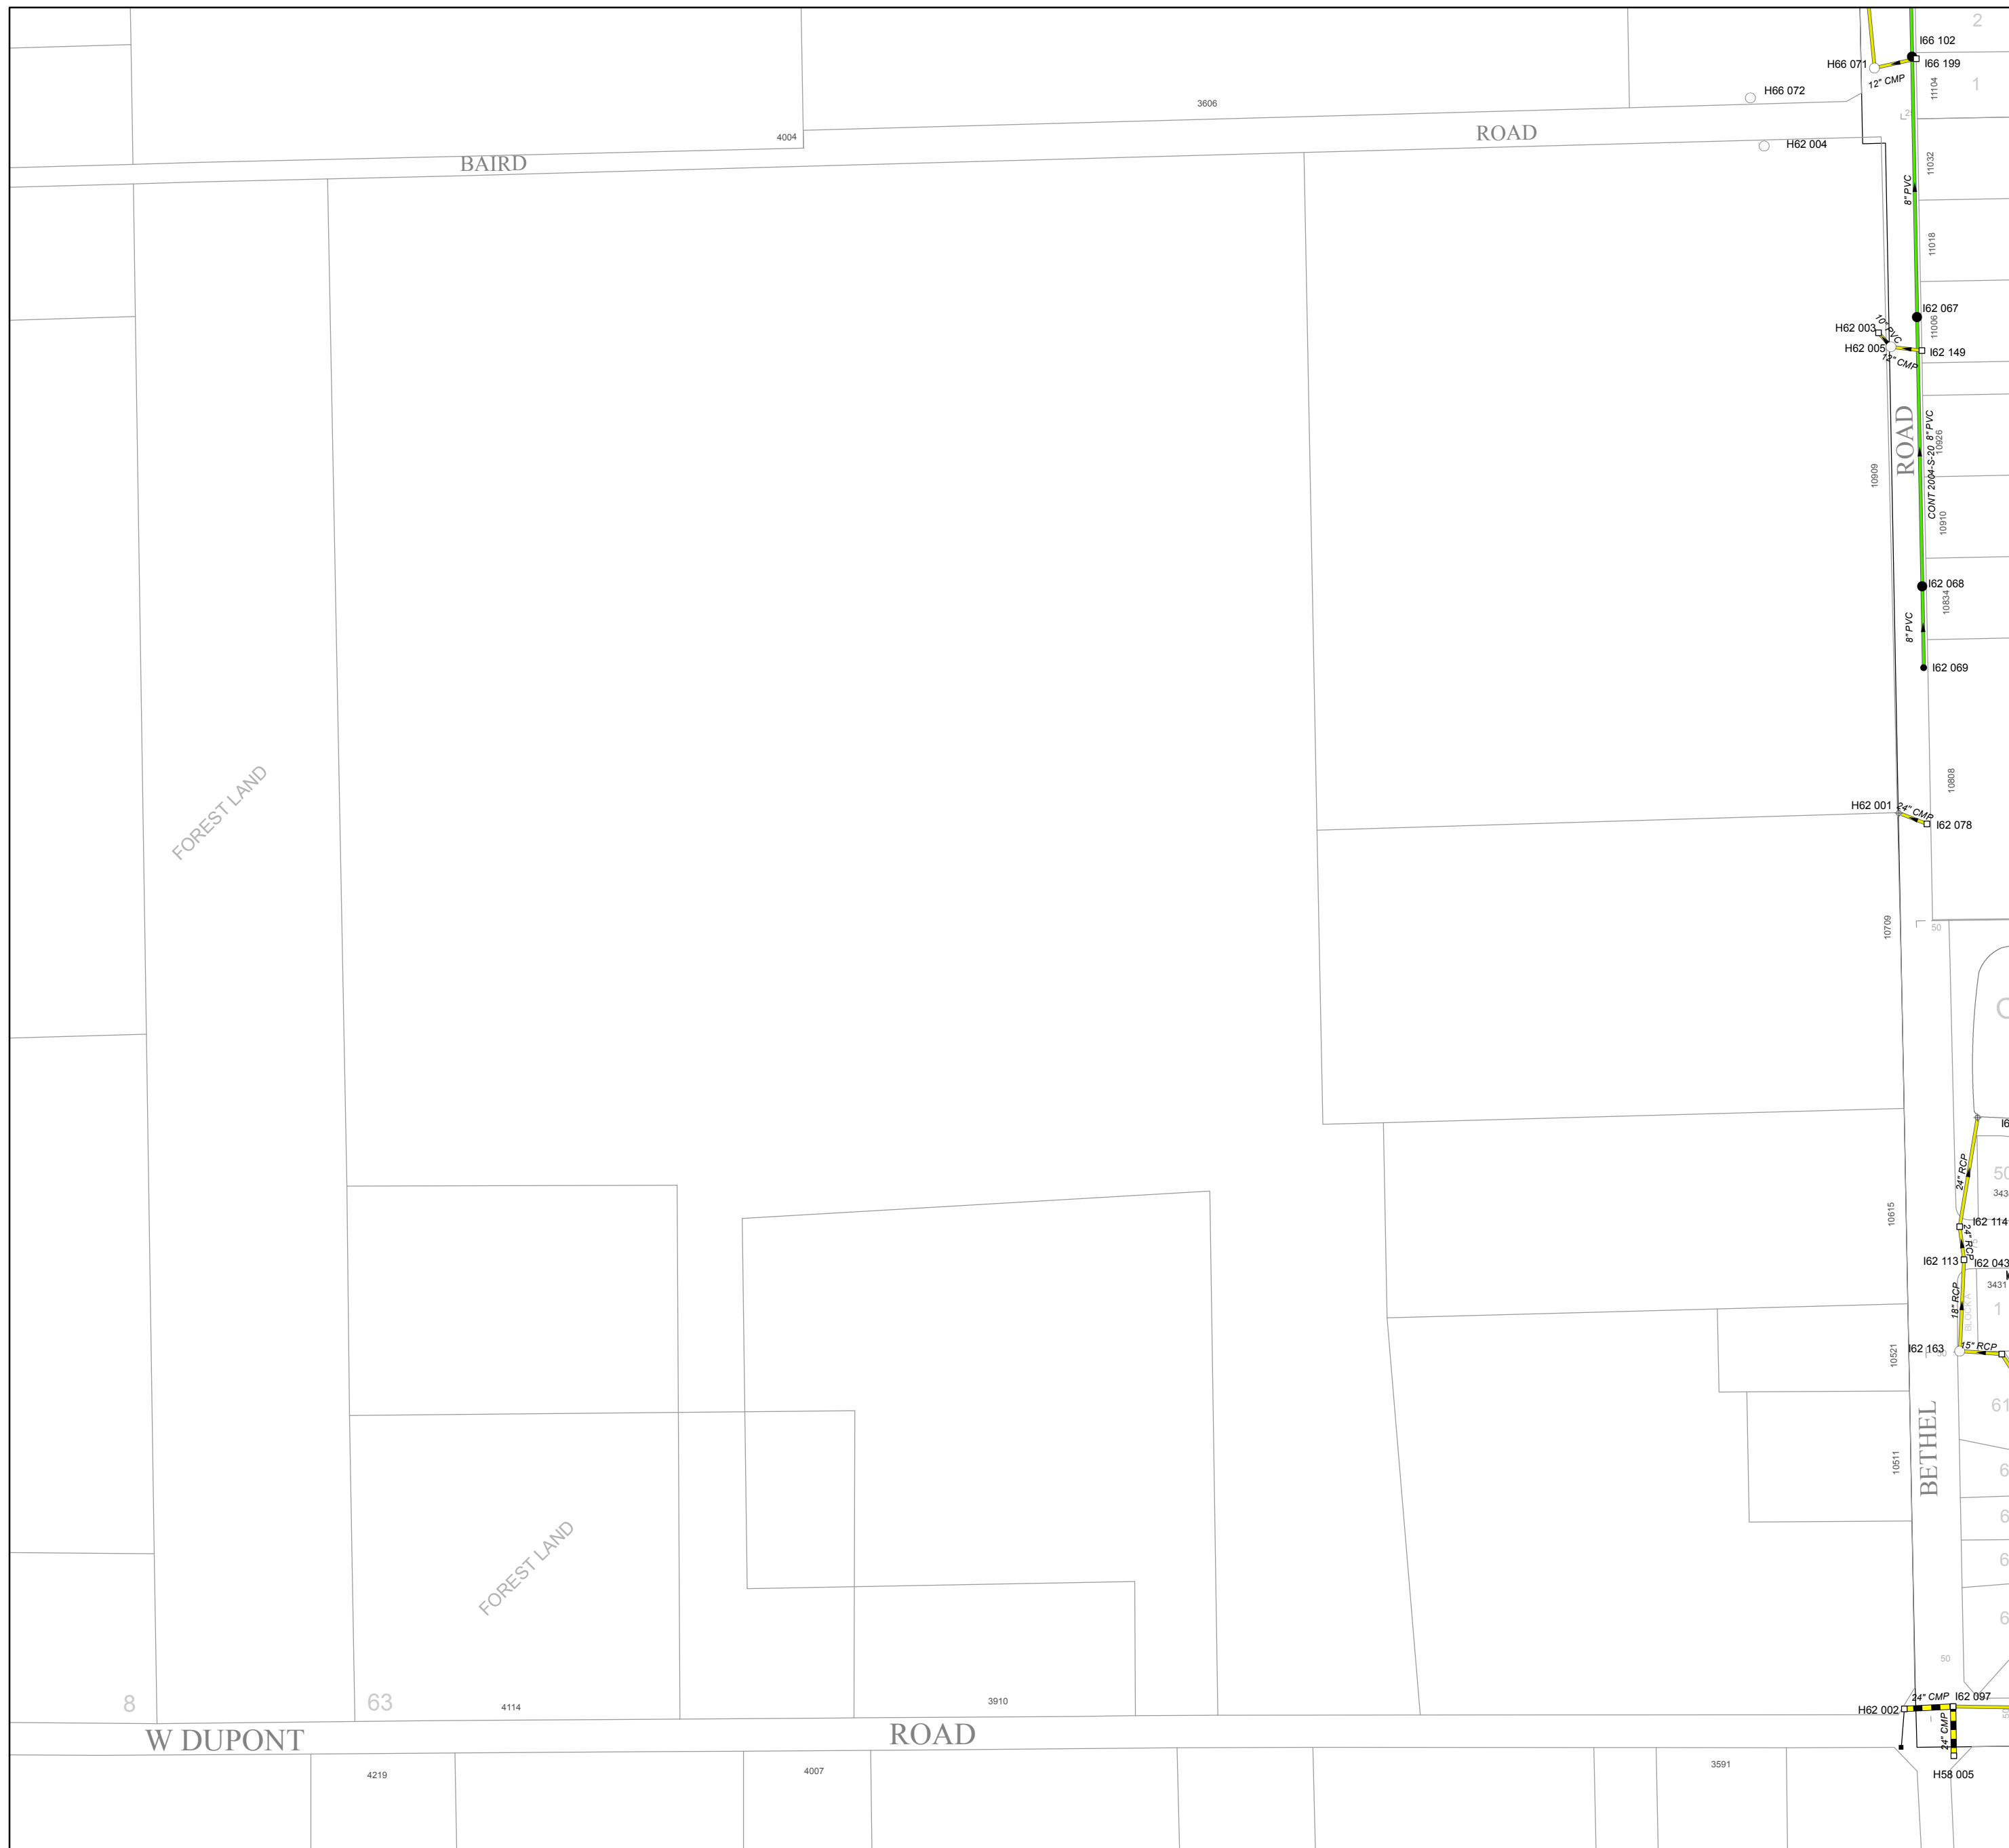 2
I66 102
H66 071
I66 199
12" CMP
11104
1
H66 072
3606
ROAD
4004
H62 004
BAIRD
11032
8" PVC
11018
I62 067
11006
10" PVC
H62 003
H62 005
I62 149
12" CMP
ROAD
CONT 2004-S-20 8" PVC
10926
10909
10910
I62 068
10834
8" PVC
I62 069
FOREST LAND
10808
H62 001
24" CMP
I62 078
10709
50
24" RCP
50
10615
I62 114
24" RCP
75
I62 113
I62 043
3431
18" RCP
BLOCKA
1
I62 163
15" RCP
50
10521
61
BETHEL
10511
FOREST LAND
50
8
63
4114
3910
24" CMP
I62 097
H62 002
W DUPONT
ROAD
24" CMP
4219
4007
3591
H58 005